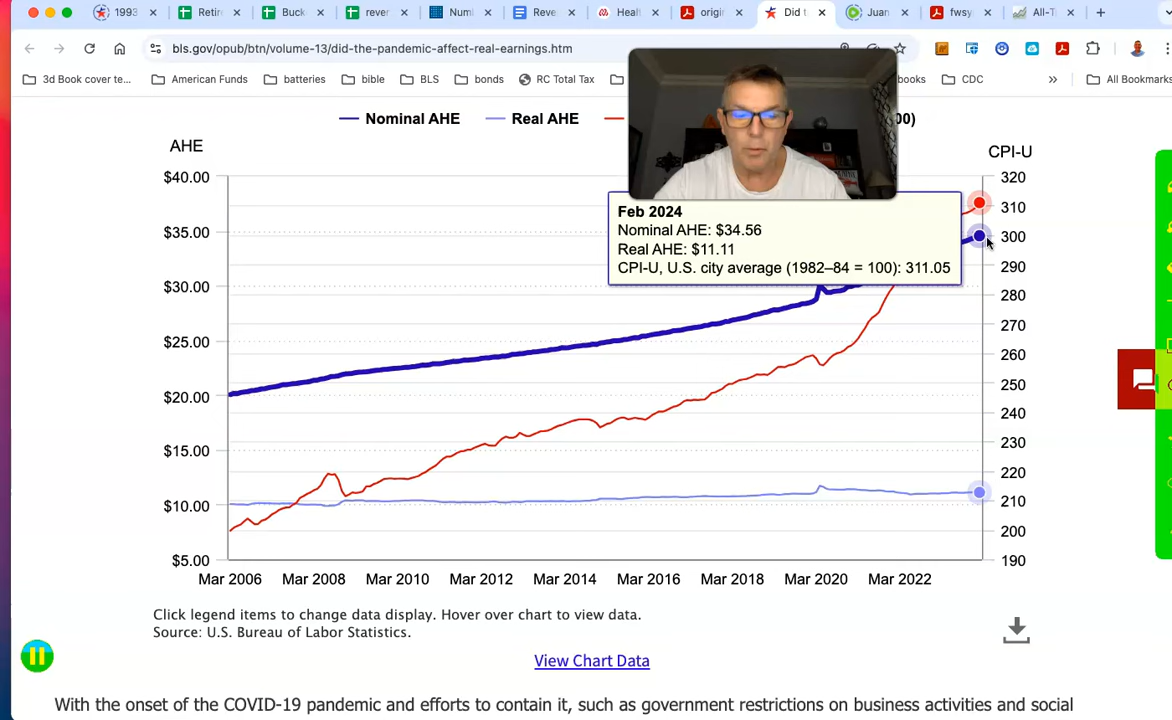 1993
Retir
Buck
rever
Numl
Reve
Heal
origir
Did t
Juan
fwsy
All-Ti
bls.gov/opub/btn/volume-13/did-the-pandemic-affect-real-earnings.htm
3d Book cover te...
American Funds
batteries
bible
BLS
bonds
RC Total Tax
books
CDC
»
All Bookmarks
Nominal AHE
Real AHE
00)
AHE
CPI-U
$40.00
$35.00
$30.00
$25.00
$20.00
$15.00
$10.00
$5.00
320
310
300
290
280
270
260
250
240
230
220
210
200
190
Feb 2024
Nominal AHE: $34.56
Real AHE: $11.11
CPI-U, U.S. city average (1982–84 = 100): 311.05
Mar 2006 Mar 2008 Mar 2010 Mar 2012 Mar 2014 Mar 2016 Mar 2018 Mar 2020 Mar 2022
Click legend items to change data display. Hover over chart to view data.
Source: U.S. Bureau of Labor Statistics.
View Chart Data
With the onset of the COVID-19 pandemic and efforts to contain it, such as government restrictions on business activities and social